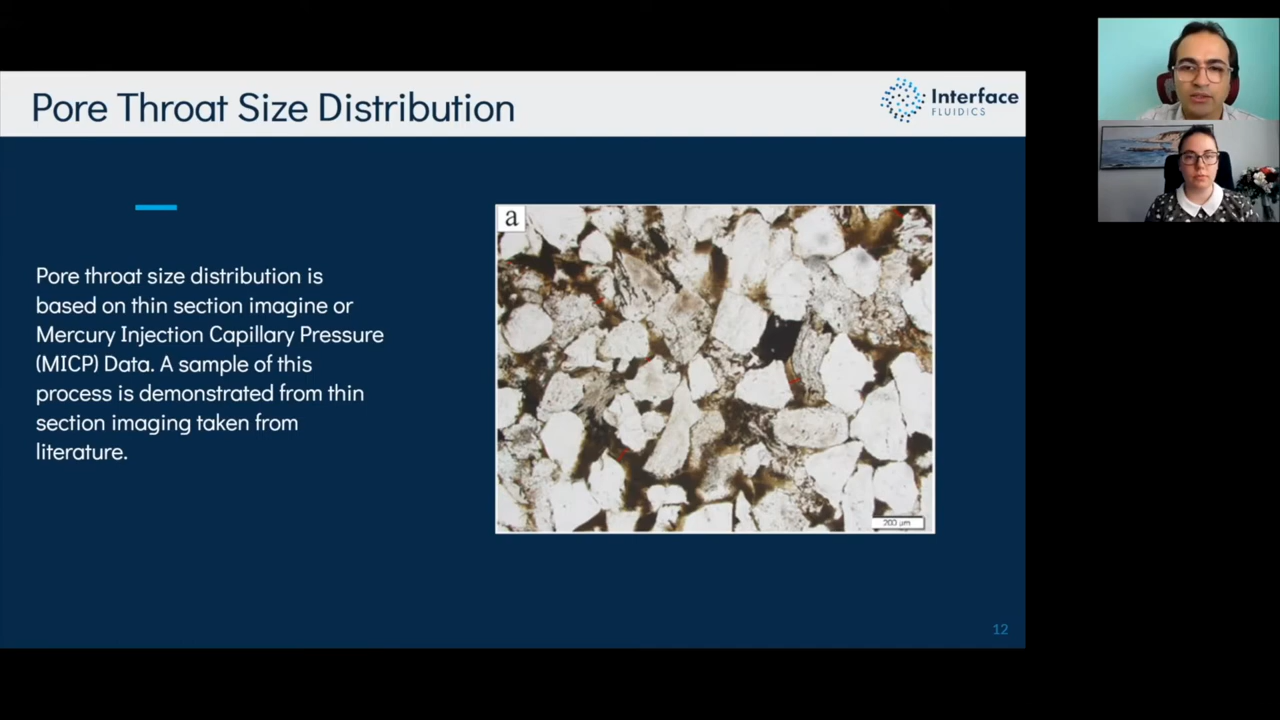 Pore Throat Size Distribution
Interface
FLUIDICS
Pore throat size distribution is
based on thin section imagine or
Mercury Injection Capillary Pressure
(MICP) Data. A sample of this
process is demonstrated from thin
section imaging taken from
literature.
a
200 μm
12